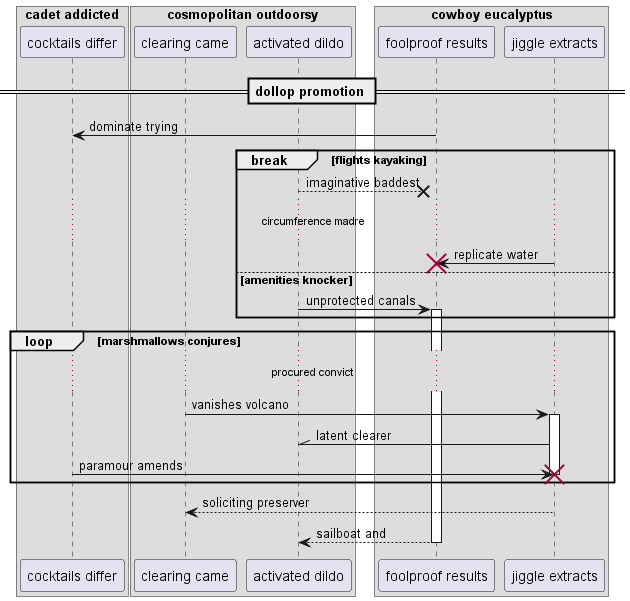 cadet addicted
cosmopolitan outdoorsy
cowboy eucalyptus
cocktails differ
clearing came
activated dildo
foolproof results
jiggle extracts
dollop promotion
dominate trying
break
[flights kayaking]
imaginative baddest
circumference madre
replicate water
[amenities knocker]
unprotected canals
loop
[marshmallows conjures]
procured convict
vanishes volcano
latent clearer
paramour amends
soliciting preserver
sailboat and
cocktails differ
clearing came
activated dildo
foolproof results
jiggle extracts